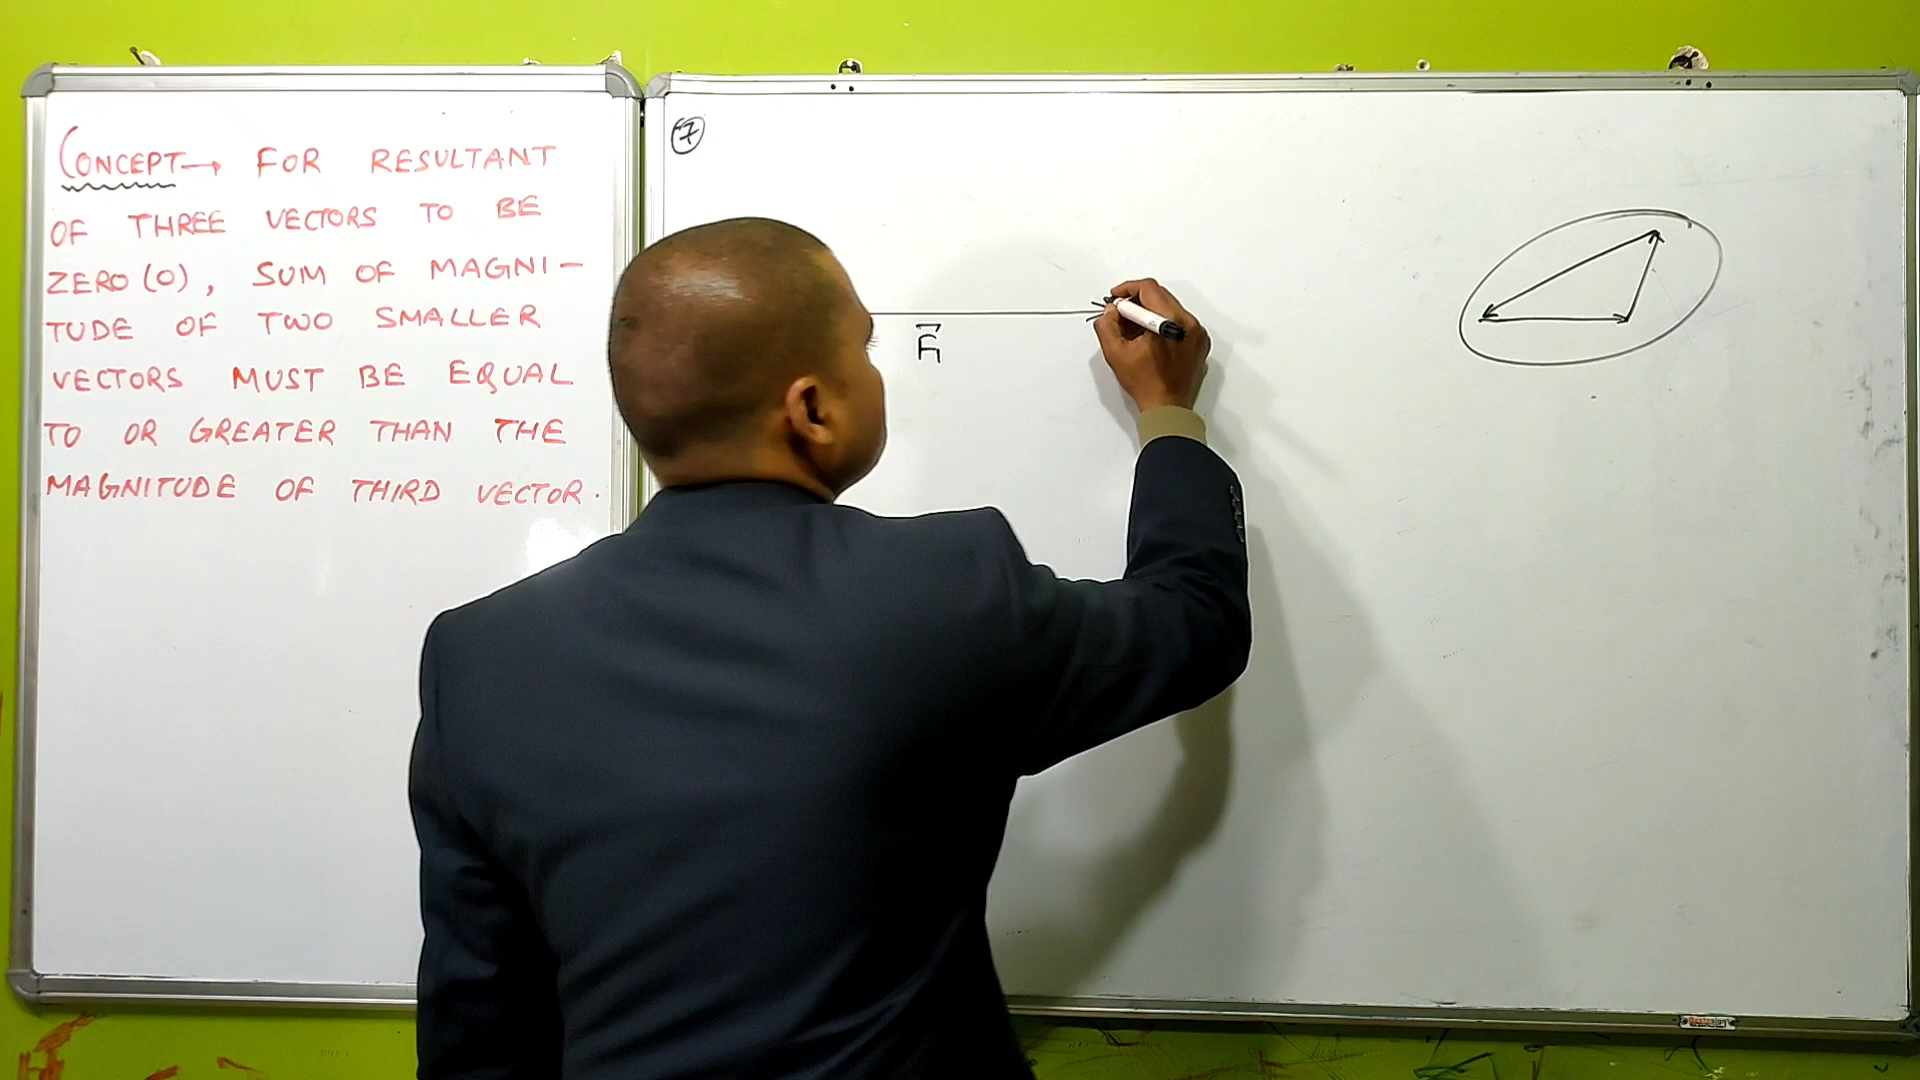 CONCEPT → FOR RESULTANT
OF THREE VECTORS TO BE
ZERO (0), SUM OF MAGNI-
TUDE OF TWO SMALLER
VECTORS MUST BE EQUAL
TO OR GREATER THAN THE
MAGNITUDE OF THIRD VECTOR.
7
F⃗₁